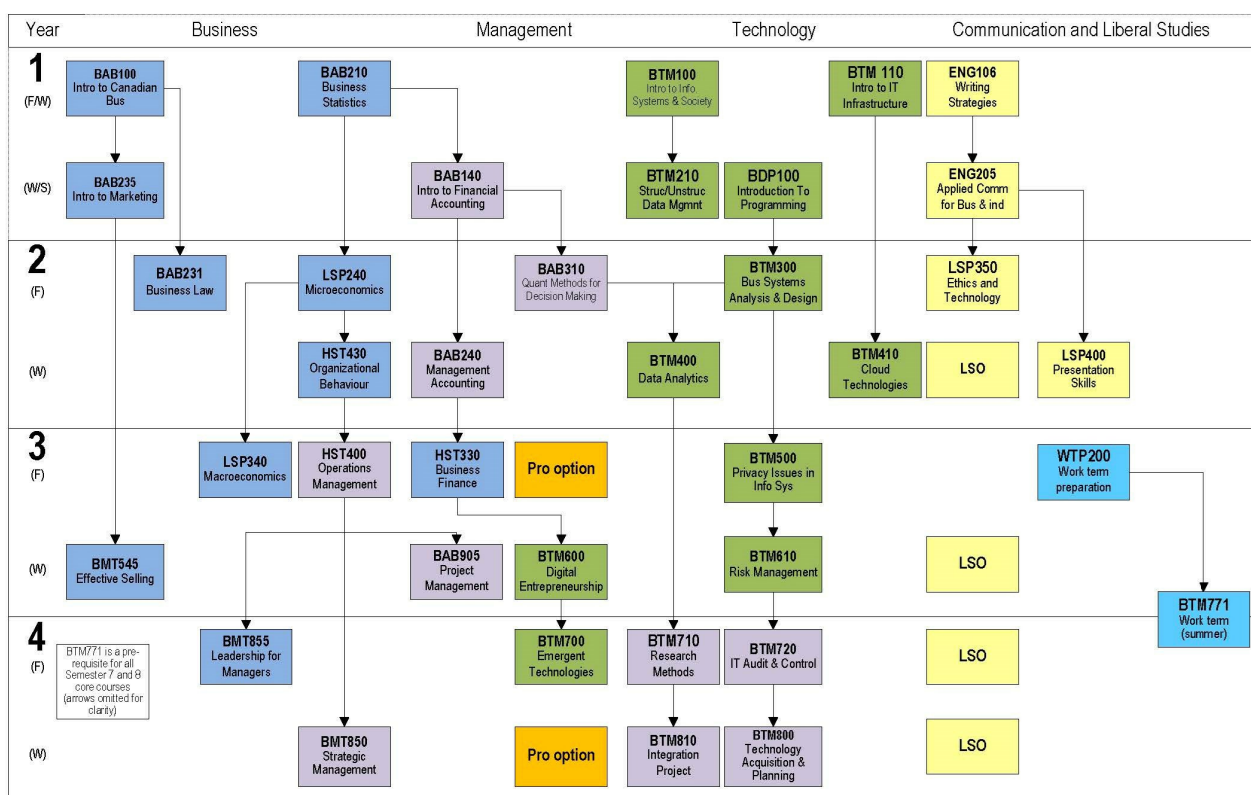 Year
Business
Management
Technology
Communication and Liberal Studies
1
(F/W)
BAB100
Intro to Canadian
Bus
BAB210
Business
Statistics
BTM100
Intro to Info.
Systems & Society
BTM 110
Intro to IT
Infrastructure
ENG106
Writing
Strategies
(W/S)
BAB235
Intro to Marketing
BAB140
Intro to Financial
Accounting
BTM210
Struc/Unstruc
Data Mgmnt
BDP100
Introduction To
Programming
ENG205
Applied Comm
for Bus & ind
2
(F)
BAB231
Business Law
LSP240
Microeconomics
BAB310
Quant Methods for
Decision Making
BTM300
Bus Systems
Analysis & Design
LSP350
Ethics and
Technology
(W)
HST430
Organizational
Behaviour
BAB240
Management
Accounting
BTM400
Data Analytics
BTM410
Cloud
Technologies
LSO
LSP400
Presentation
Skills
3
(F)
LSP340
Macroeconomics
HST400
Operations
Management
HST330
Business
Finance
Pro option
BTM500
Privacy Issues in
Info Sys
WTP200
Work term
preparation
(W)
BMT545
Effective Selling
BAB905
Project
Management
BTM600
Digital
Entrepreneurship
BTM610
Risk Management
LSO
BTM771
Work term
(summer)
4
(F)
BTM771 is a pre-
requisite for all
Semester 7 and 8
core courses
(arrows omitted for
clarity)
BMT855
Leadership for
Managers
BTM700
Emergent
Technologies
BTM710
Research
Methods
BTM720
IT Audit & Control
LSO
(W)
BMT850
Strategic
Management
Pro option
BTM810
Integration
Project
BTM800
Technology
Acquisition &
Planning
LSO